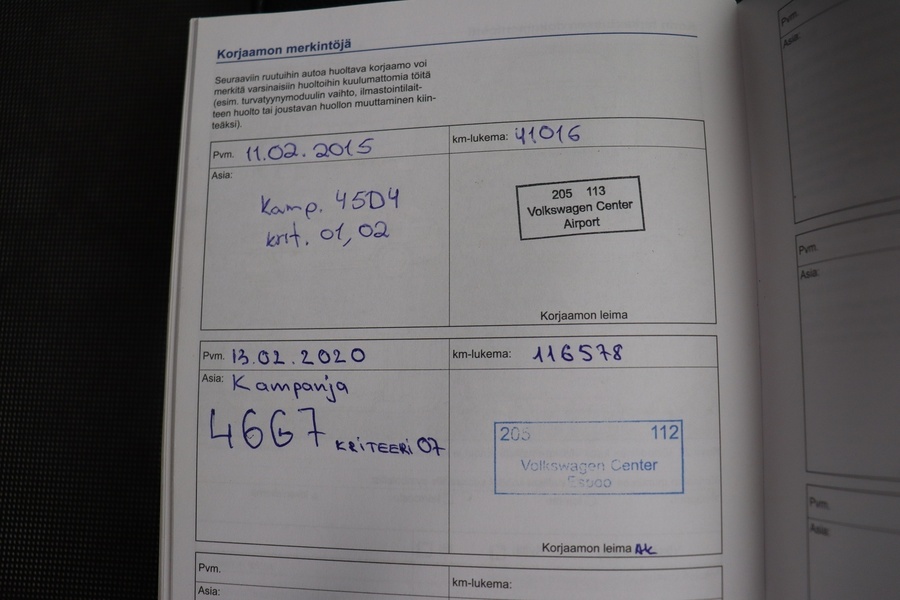 Korjaamon merkintöjä
Seuraaviin ruutuihin autoa huoltava korjaamo voi
merkitä varsinaisiin huoltoihin kuulumattomia töitä
(esim. turvatyynymoduulin vaihto, ilmastointilait-
teen huolto tai joustavan huollon muuttaminen kiin-
teäksi).
Pvm. 11.02.2015
km-lukema: 41016
Asia:
Kamp. 45D4
krit. 01, 02
205 113
Volkswagen Center
Airport
Korjaamon leima
Pvm. 13.02.2020
km-lukema: 116578
Asia: Kampanja
4667 KRITEERI 07
205 112
Volkswagen Center
Espoo
Korjaamon leima AK
Pvm.
km-lukema:
Asia:
Pvm.
Asia:
Pvm.
Asia:
Pvm.
Asia: